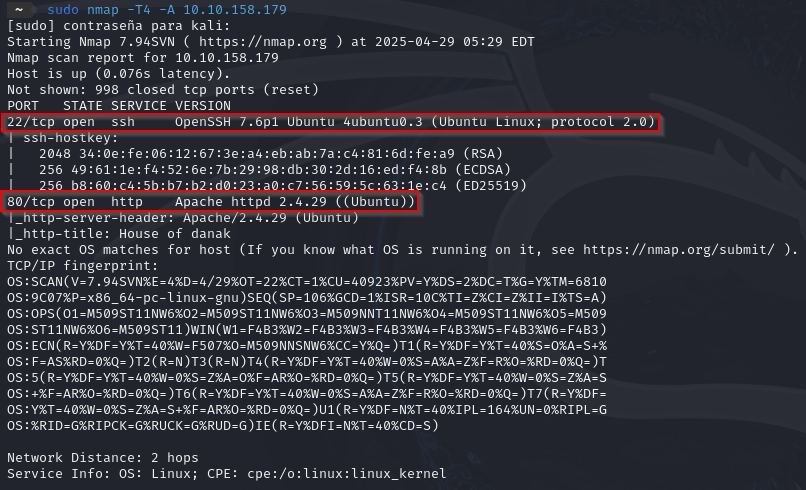 ~ sudo nmap -T4 -A 10.10.158.179
[sudo] contraseña para kali:
Starting Nmap 7.94SVN ( https://nmap.org ) at 2025-04-29 05:29 EDT
Nmap scan report for 10.10.158.179
Host is up (0.076s latency).
Not shown: 998 closed tcp ports (reset)
PORT   STATE SERVICE VERSION
22/tcp open  ssh     OpenSSH 7.6p1 Ubuntu 4ubuntu0.3 (Ubuntu Linux; protocol 2.0)
| ssh-hostkey:
|   2048 34:0e:fe:06:12:67:3e:a4:eb:ab:7a:c4:81:6d:fe:a9 (RSA)
|   256 49:61:1e:f4:52:6e:7b:29:98:db:30:2d:16:ed:f4:8b (ECDSA)
|   256 b8:60:c4:5b:b7:b2:d0:23:a0:c7:56:59:5c:63:1e:c4 (ED25519)
80/tcp open  http    Apache httpd 2.4.29 ((Ubuntu))
|_http-server-header: Apache/2.4.29 (Ubuntu)
|_http-title: House of danak
No exact OS matches for host (If you know what OS is running on it, see https://nmap.org/submit/ ).
TCP/IP fingerprint:
OS:SCAN(V=7.94SVN%E=4%D=4/29%OT=22%CT=1%CU=40923%PV=Y%DS=2%DC=T%G=Y%TM=6810
OS:9C07%P=x86_64-pc-linux-gnu)SEQ(SP=106%GCD=1%ISR=10C%TI=Z%CI=Z%II=I%TS=A)
OS:OPS(O1=M509ST11NW6%O2=M509ST11NW6%O3=M509NNT11NW6%O4=M509ST11NW6%O5=M509
OS:ST11NW6%O6=M509ST11)WIN(W1=F4B3%W2=F4B3%W3=F4B3%W4=F4B3%W5=F4B3%W6=F4B3)
OS:ECN(R=Y%DF=Y%T=40%W=F507%O=M509NNSNW6%CC=Y%Q=)T1(R=Y%DF=Y%T=40%S=O%A=S+%
OS:F=AS%RD=0%Q=)T2(R=N)T3(R=N)T4(R=Y%DF=Y%T=40%W=0%S=A%A=Z%F=R%O=%RD=0%Q=)T
OS:5(R=Y%DF=Y%T=40%W=0%S=Z%A=O%F=AR%O=%RD=0%Q=)T5(R=Y%DF=Y%T=40%W=0%S=Z%A=S
OS:+%F=AR%O=%RD=0%Q=)T6(R=Y%DF=Y%T=40%W=0%S=A%A=Z%F=R%O=%RD=0%Q=)T7(R=Y%DF=
OS:Y%T=40%W=0%S=Z%A=S+%F=AR%O=%RD=0%Q=)U1(R=Y%DF=N%T=40%IPL=164%UN=0%RIPL=G
OS:%RID=G%RIPCK=G%RUCK=G%RUD=G)IE(R=Y%DFI=N%T=40%CD=S)
Network Distance: 2 hops
Service Info: OS: Linux; CPE: cpe:/o:linux:linux_kernel